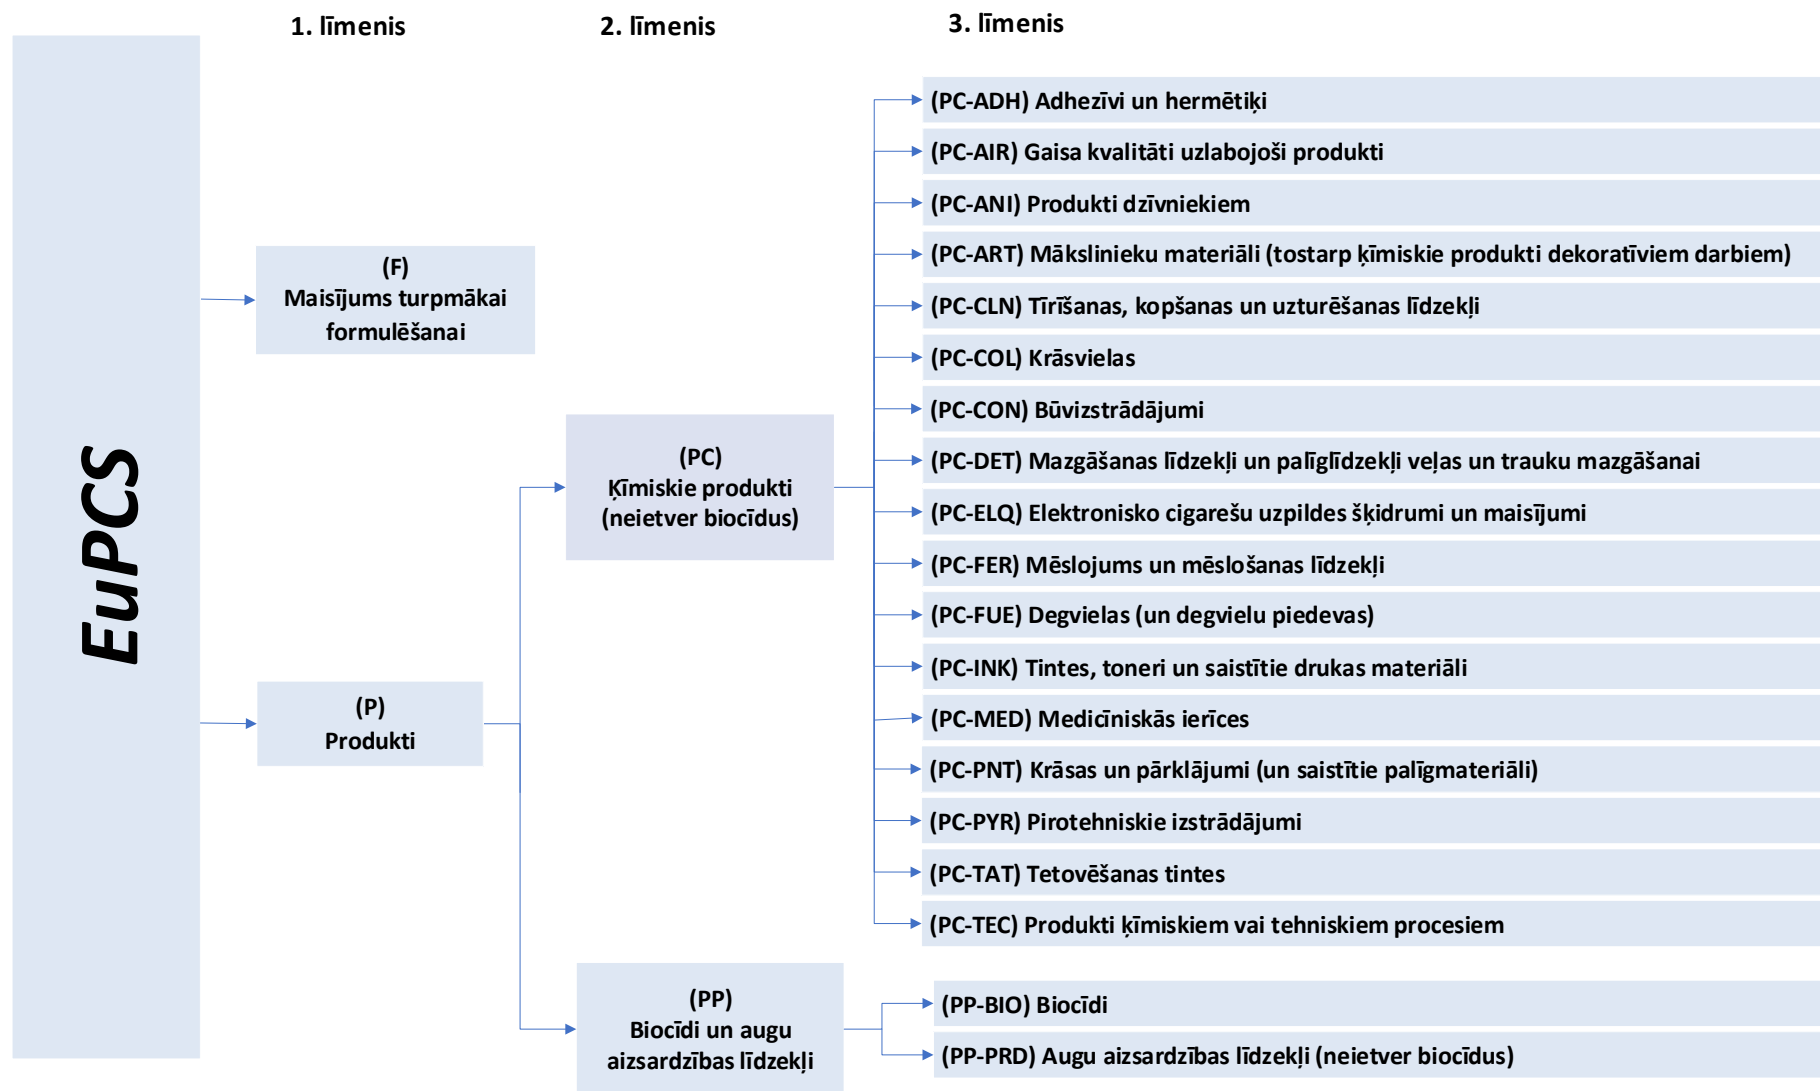 1. līmenis
2. līmenis
3. līmenis
EuPCS
(F)
Maisījums turpmākai
formulēšanai
(P)
Produkti
(PC)
Ķīmiskie produkti
(neietver biocīdus)
(PP)
Biocīdi un augu
aizsardzības līdzekļi
(PC-ADH) Adhezīvi un hermētiķi
(PC-AIR) Gaisa kvalitāti uzlabojoši produkti
(PC-ANI) Produkti dzīvniekiem
(PC-ART) Mākslinieku materiāli (tostarp ķīmiskie produkti dekoratīviem darbiem)
(PC-CLN) Tīrīšanas, kopšanas un uzturēšanas līdzekļi
(PC-COL) Krāsvielas
(PC-CON) Būvizstrādājumi
(PC-DET) Mazgāšanas līdzekļi un palīglīdzekļi veļas un trauku mazgāšanai
(PC-ELQ) Elektronisko cigarešu uzpildes šķidrumi un maisījumi
(PC-FER) Mēslojums un mēslošanas līdzekļi
(PC-FUE) Degvielas (un degvielu piedevas)
(PC-INK) Tintes, toneri un saistītie drukas materiāli
(PC-MED) Medicīniskās ierīces
(PC-PNT) Krāsas un pārklājumi (un saistītie palīgmateriāli)
(PC-PYR) Pirotehniskie izstrādājumi
(PC-TAT) Tetovēšanas tintes
(PC-TEC) Produkti ķīmiskiem vai tehniskiem procesiem
(PP-BIO) Biocīdi
(PP-PRD) Augu aizsardzības līdzekļi (neietver biocīdus)